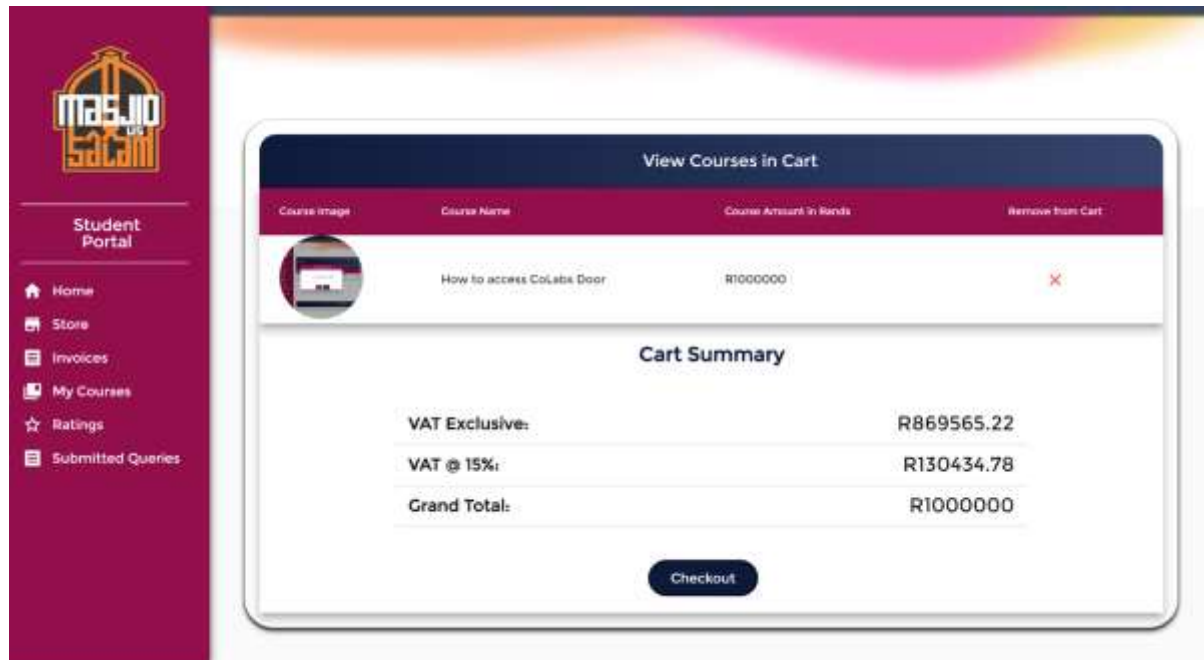 masjid
us
salam
Student
Portal
Home
Store
Invoices
My Courses
Ratings
Submitted Queries
View Courses in Cart
Course Image Course Name Course Amount in Rands Remove from Cart
How to access CoLabs Door R1000000
Cart Summary
VAT Exclusive: R869565.22
VAT @ 15%: R130434.78
Grand Total: R1000000
Checkout